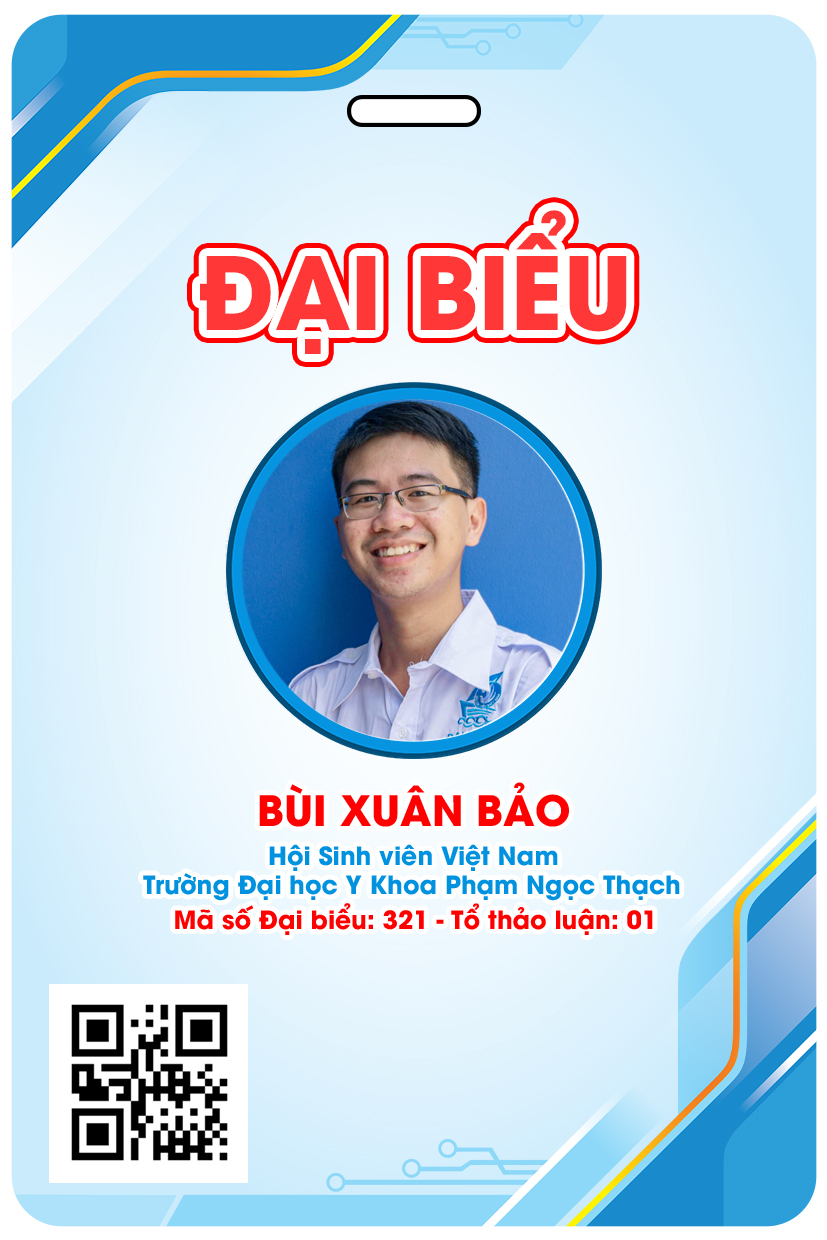 ĐẠI BIỂU
BÙI XUÂN BẢO
Hội Sinh viên Việt Nam
Trường Đại học Y Khoa Phạm Ngọc Thạch
Mã số Đại biểu: 321 - Tổ thảo luận: 01